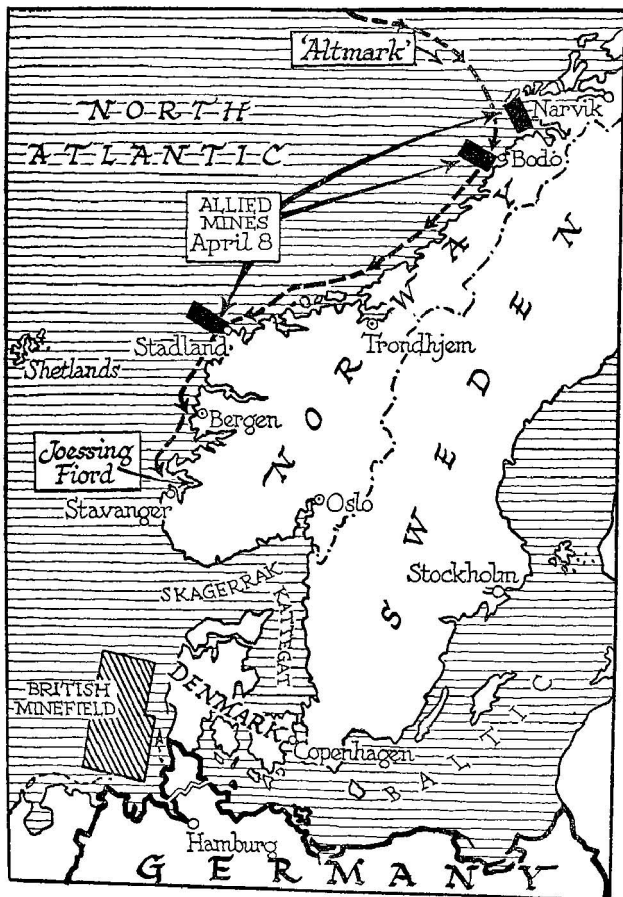 'Altmark'
NORTH
ATLANTIC
Narvik
Bodö
ALLIED
MINES
April 8
NORWAY
SWEDEN
Stadland
Trondhjem
Shetlands
Bergen
Joessing
Fiord
Stavanger
Oslo
Stockholm
SKAGERRAK
KATTEGAT
BRITISH
MINEFIELD
DENMARK
Copenhagen
BALTIC
Hamburg
GERMANY